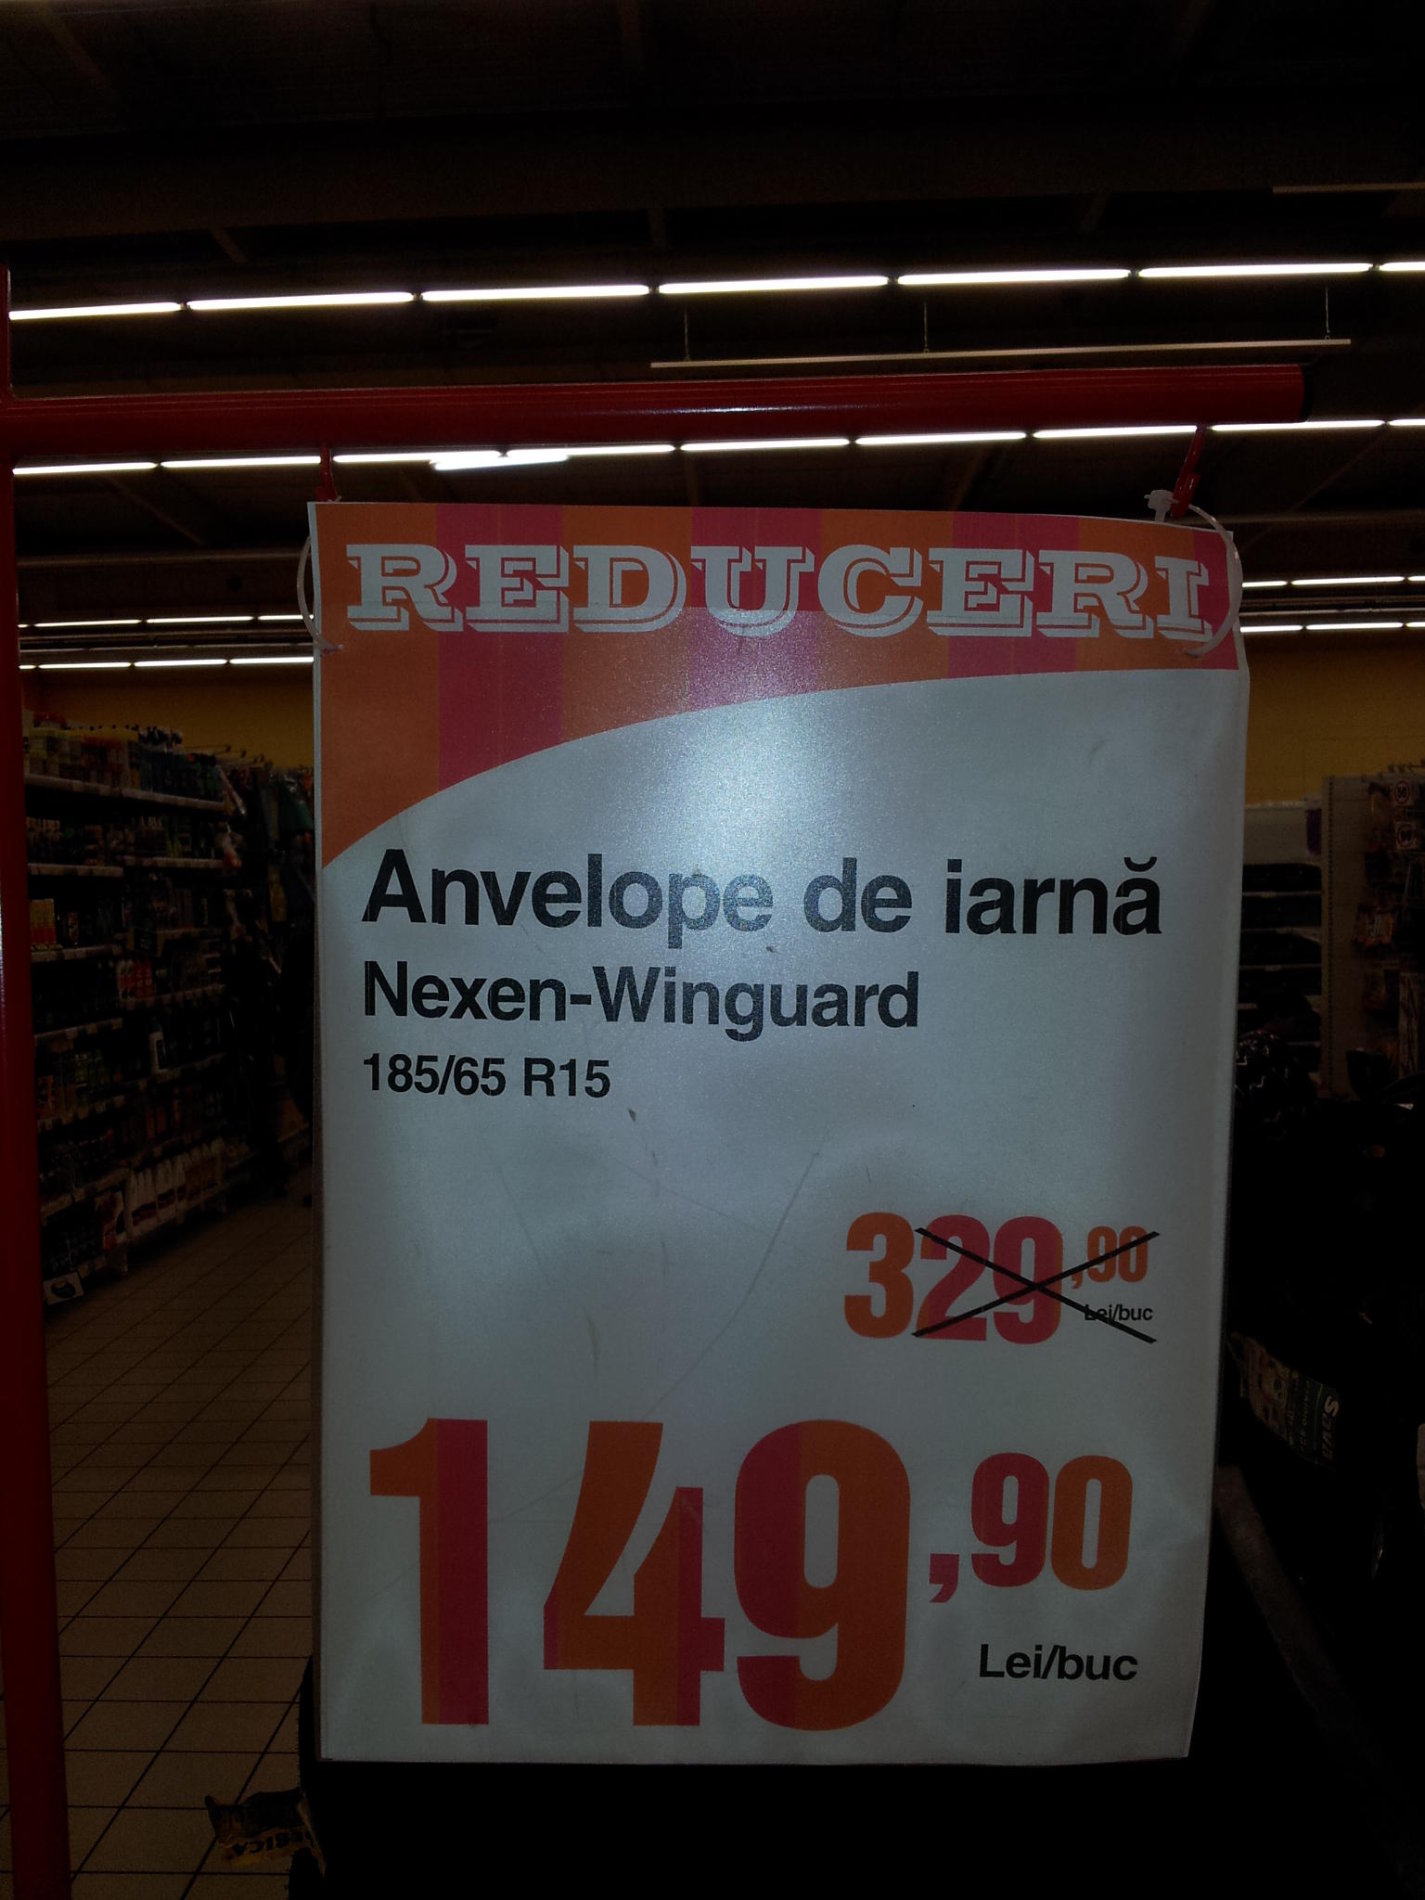 REDUCERI
Anvelope de iarnă
Nexen-Winguard
185/65 R15
329,90
Lei/buc
149,90
Lei/buc